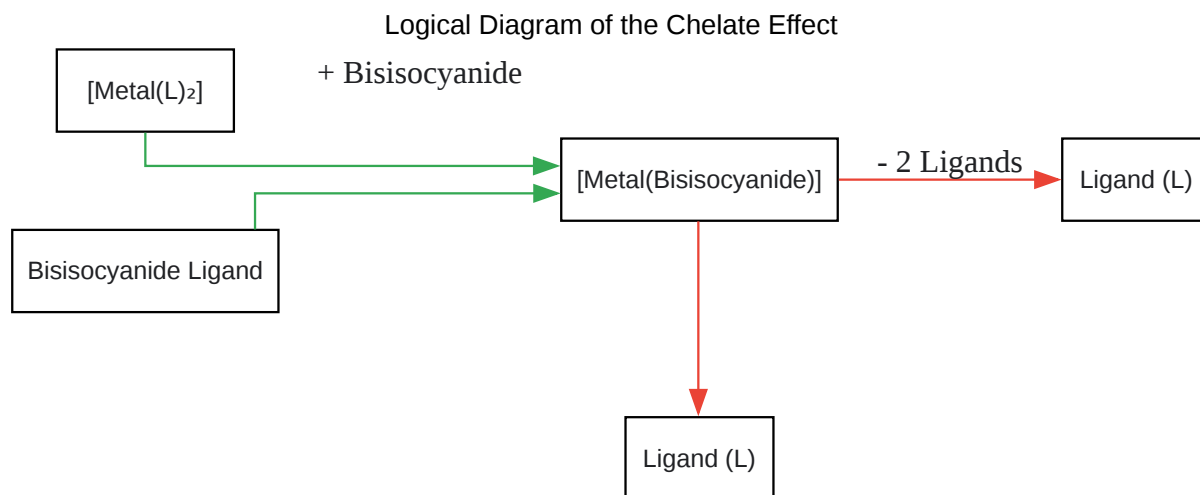 Logical Diagram of the Chelate Effect
+ Bisisocyanide
[Metal(L)₂]
- 2 Ligands
[Metal(Bisisocyanide)]
Ligand (L)
Bisisocyanide Ligand
Ligand (L)